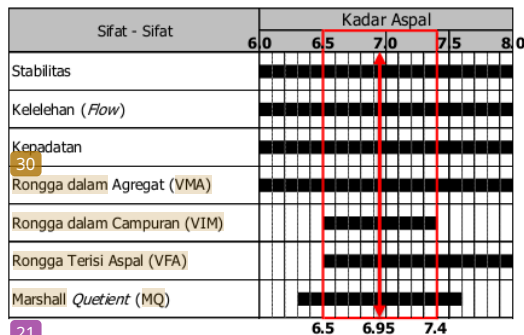 Sifat - Sifat
Kadar Aspal
6.0 6.5 7.0 7.5 8.0
Stabilitas
Kelelehan (Flow)
Kepadatan
30
Rongga dalam Agregat (VMA)
Rongga dalam Campuran (VIM)
Rongga Terisi Aspal (VFA)
Marshall Quetient (MQ)
21
6.5 6.95 7.4